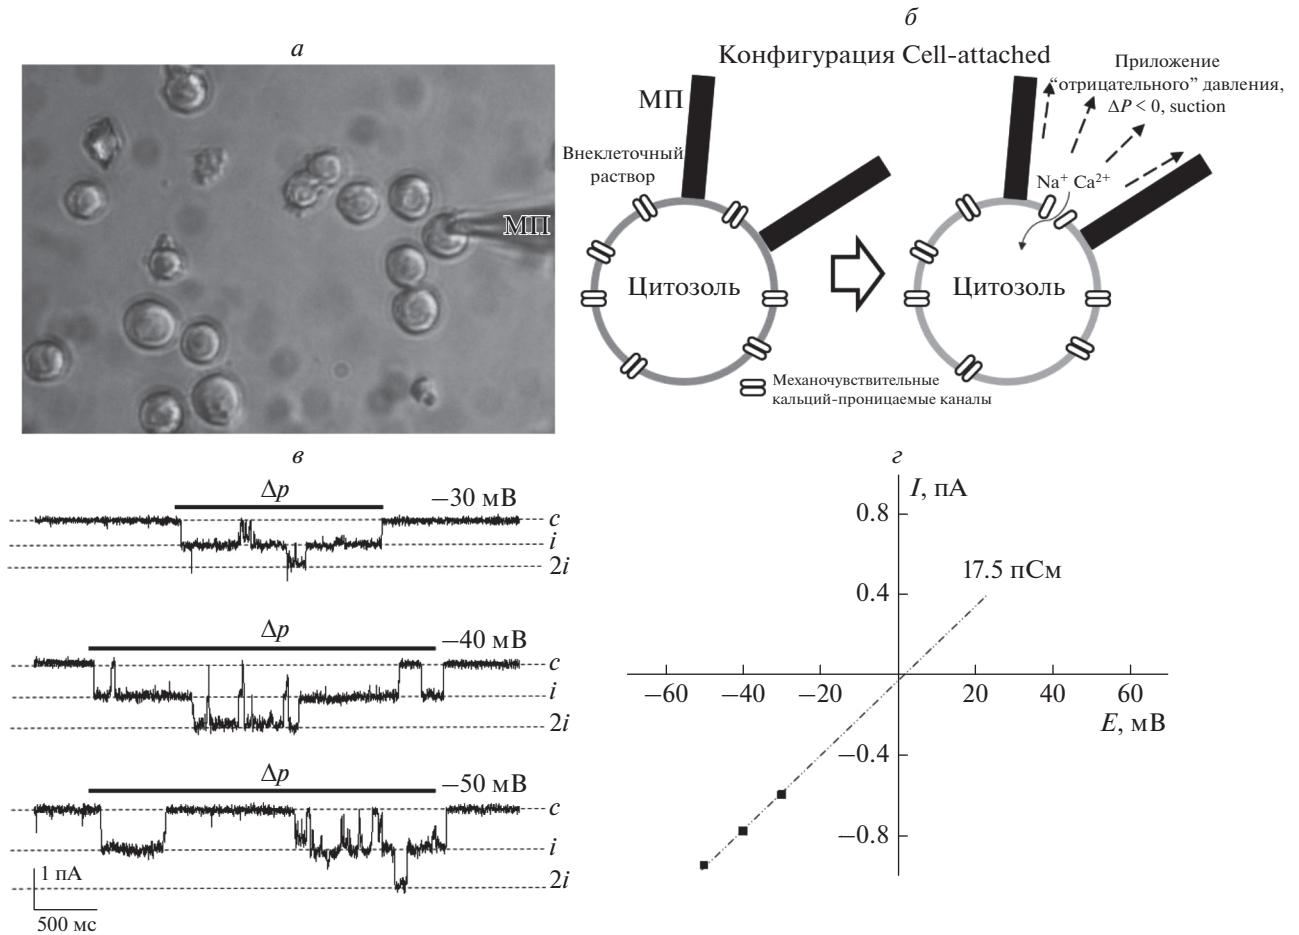 а
МП
б
Конфигурация Cell-attached
МП
Внеклеточный
раствор
Приложение
“отрицательного” давления,
ΔP < 0, suction
Na⁺ Ca²⁺
Цитозоль
Цитозоль
Механочувствительные
кальций-проницаемые каналы
в
Δp
−30 мВ
c
i
2i
Δp
−40 мВ
c
i
2i
Δp
−50 мВ
c
i
2i
1 пА
500 мс
г
I, пА
0.8
17.5 пСм
0.4
−60 −40 −20 20 40 60
E, мВ
−0.4
−0.8